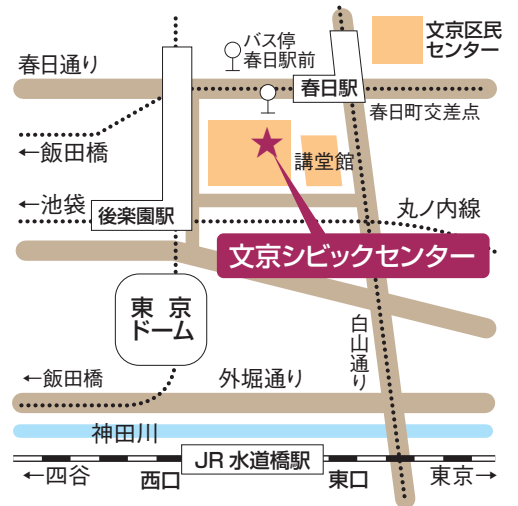 文京区民
センター
バス停
春日駅前
春日通り
春日駅
春日町交差点
←飯田橋
講堂館
←池袋
後楽園駅
丸ノ内線
文京シビックセンター
東京
ドーム
白山通り
←飯田橋
外堀通り
神田川
JR水道橋駅
←四谷
西口
東口
東京→